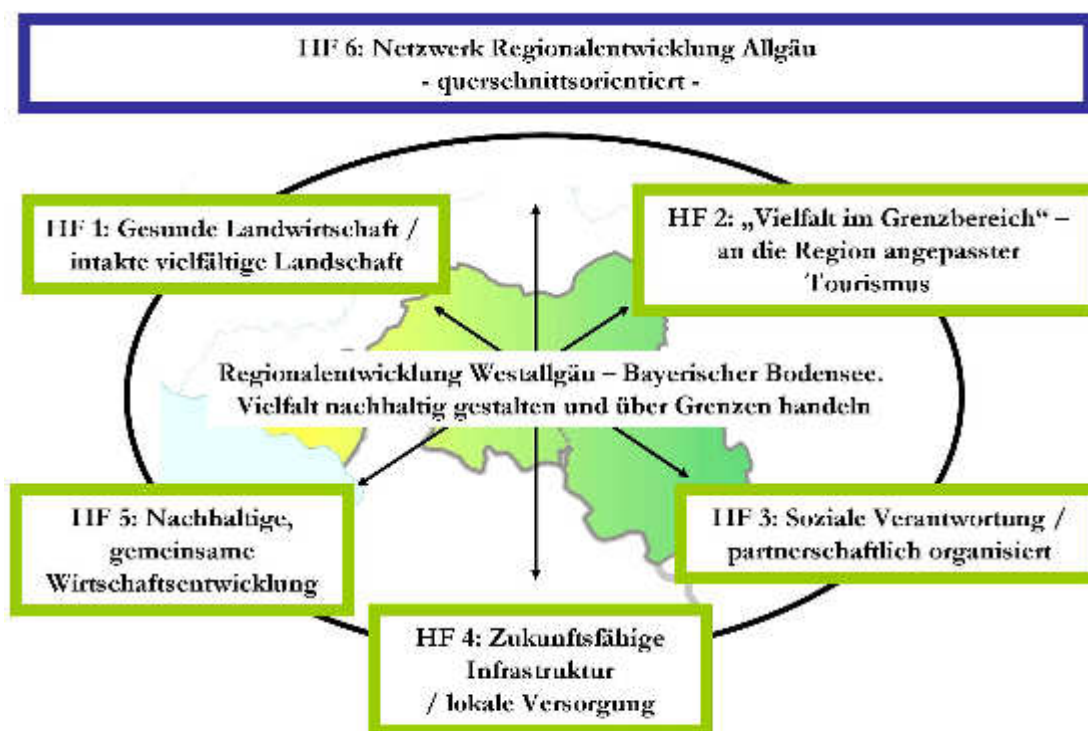 HF 6: Netzwerk Regionalentwicklung Allgäu
- querschnittsorientiert -
HF 1: Gesunde Landwirtschaft /
intakte vielfältige Landschaft
HF 2: „Vielfalt im Grenzbereich“ –
an die Region angepasster
Tourismus
Regionalentwicklung Westallgäu – Bayerischer Bodensee.
Vielfalt nachhaltig gestalten und über Grenzen handeln
HF 5: Nachhaltige,
gemeinsame
Wirtschaftsentwicklung
HF 3: Soziale Verantwortung /
partnerschaftlich organisiert
HF 4: Zukunftsfähige
Infrastruktur
/ lokale Versorgung